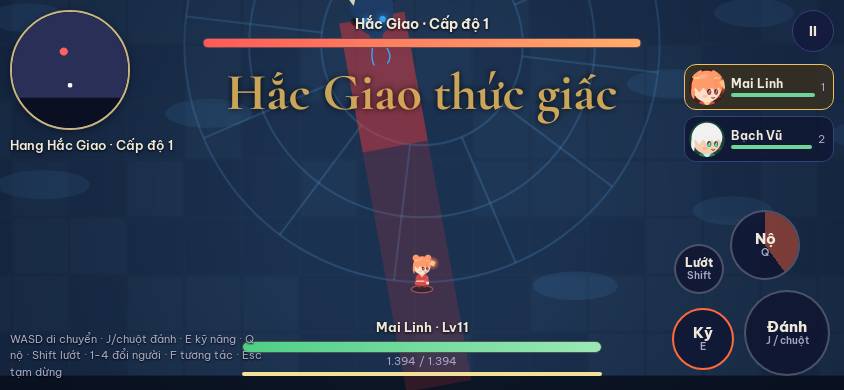 Hắc Giao · Cấp độ 1
Hắc Giao thức giấc
Hang Hắc Giao · Cấp độ 1
Mai Linh 1
Bạch Vũ 2
Nộ
Q
Lướt
Shift
Kỹ
E
Đánh
J / chuột
Mai Linh · Lv11
1.394 / 1.394
WASD di chuyển · J/chuột đánh · E kỹ năng · Q
nộ · Shift lướt · 1–4 đổi người · F tương tác · Esc
tạm dừng